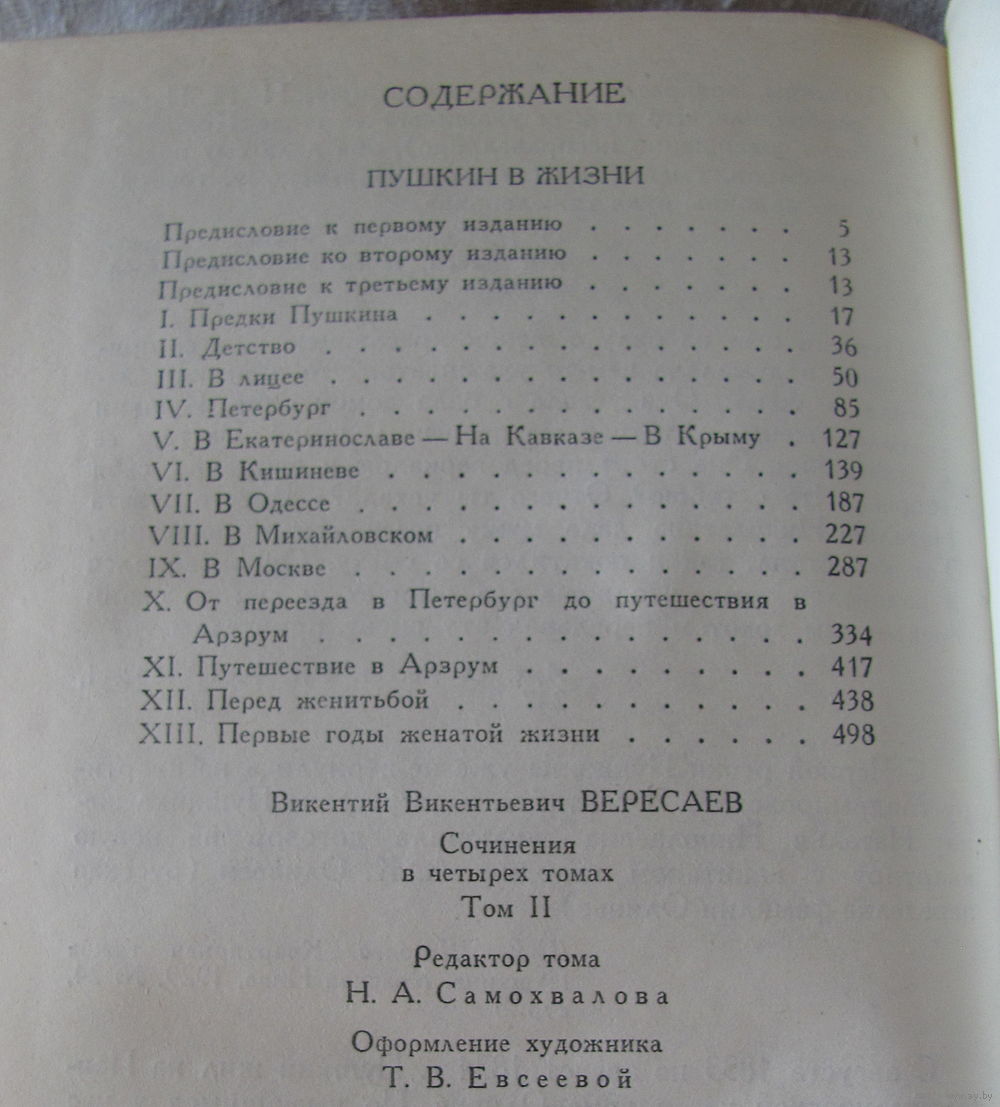 СОДЕРЖАНИЕ
ПУШКИН В ЖИЗНИ
Предисловие к первому изданию . . . . . . . 5
Предисловие ко второму изданию . . . . . . . 13
Предисловие к третьему изданию . . . . . . . 13
I. Предки Пушкина . . . . . . . . . . . . 17
II. Детство . . . . . . . . . . . . . . . 36
III. В лицее . . . . . . . . . . . . . . . 50
IV. Петербург . . . . . . . . . . . . . . 85
V. В Екатеринославе — На Кавказе — В Крыму . 127
VI. В Кишиневе . . . . . . . . . . . . . 139
VII. В Одессе . . . . . . . . . . . . . . 187
VIII. В Михайловском . . . . . . . . . . . 227
IX. В Москве . . . . . . . . . . . . . . 287
X. От переезда в Петербург до путешествия в
Арзрум . . . . . . . . . . . . . . . 334
XI. Путешествие в Арзрум . . . . . . . . . 417
XII. Перед женитьбой . . . . . . . . . . . 438
XIII. Первые годы женатой жизни . . . . . . 498
Викентий Викентьевич ВЕРЕСАЕВ
Сочинения
в четырех томах
Том II
Редактор тома
Н. А. Самохвалова
Оформление художника
Т. В. Евсеевой